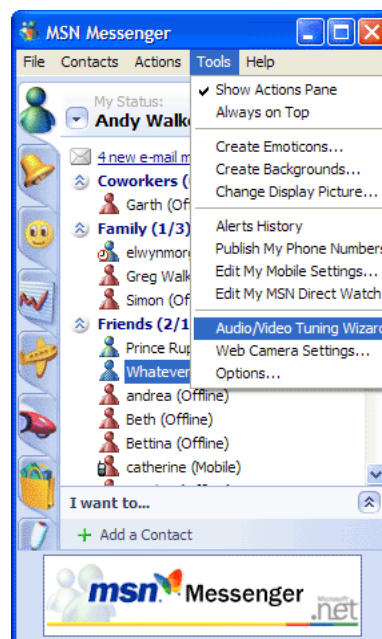 MSN Messenger
File Contacts Actions Tools Help
My Status:
Andy Walk
4 new e-mail m
Coworkers (
Garth (Off
Family (1/3)
elwynmor
Greg Walk
Simon (Of
Friends (2/1
Prince Rup
Whatever
andrea (Offline)
Beth (Offline)
Bettina (Offline)
catherine (Mobile)
Show Actions Pane
Always on Top
Create Emoticons...
Create Backgrounds...
Change Display Picture...
Alerts History
Publish My Phone Numbers
Edit My Mobile Settings...
Edit My MSN Direct Watch
Audio/Video Tuning Wizard
Web Camera Settings...
Options...
I want to...
+ Add a Contact
msn Messenger
Microsoft .net